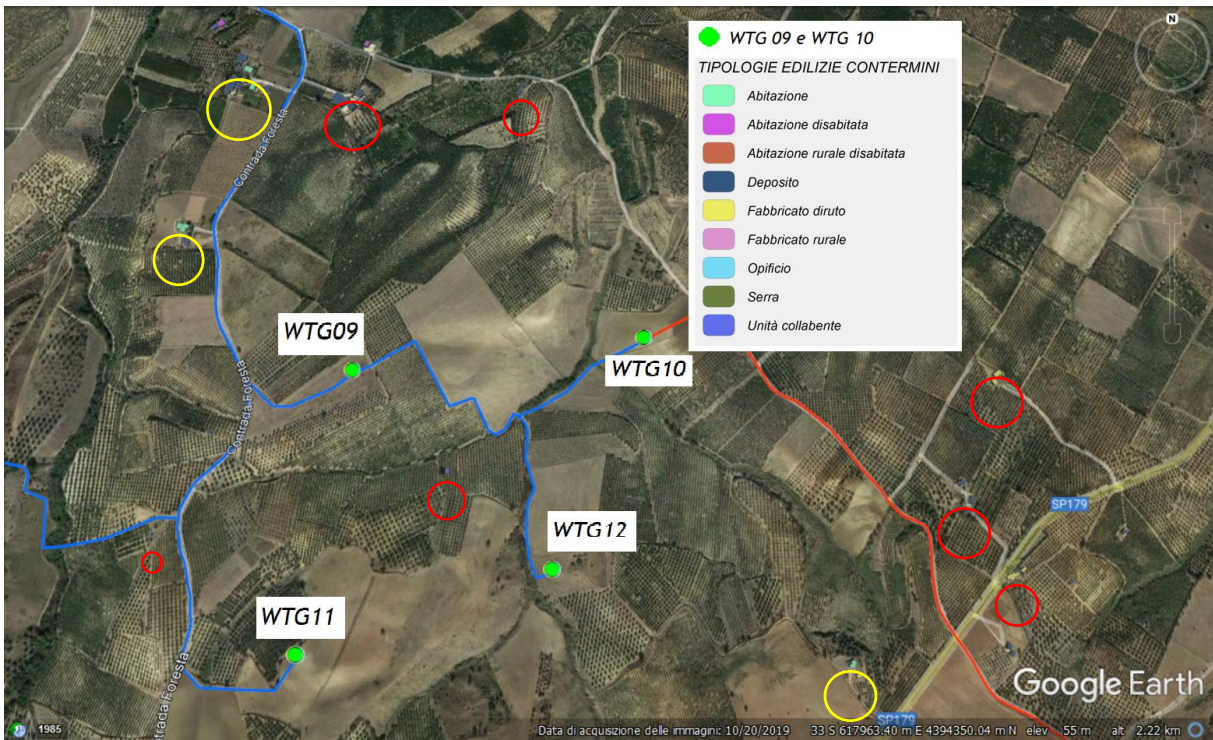 N
WTG 09 e WTG 10
TIPOLOGIE EDILIZIE CONTERMINI
Abitazione
Abitazione disabitata
Abitazione rurale disabitata
Deposito
Fabbricato diruto
Fabbricato rurale
Opificio
Serra
Unità collabente
Contrada Foresta
WTG09
WTG10
Contrada Foresta
SP179
WTG12
WTG11
Contrada Foresta
Google Earth
SP179
1985
Data di acquisizione delle immagini: 10/20/2019 33 S 617963.40 m E 4394350.04 m N elev 55 m alt 2.22 km